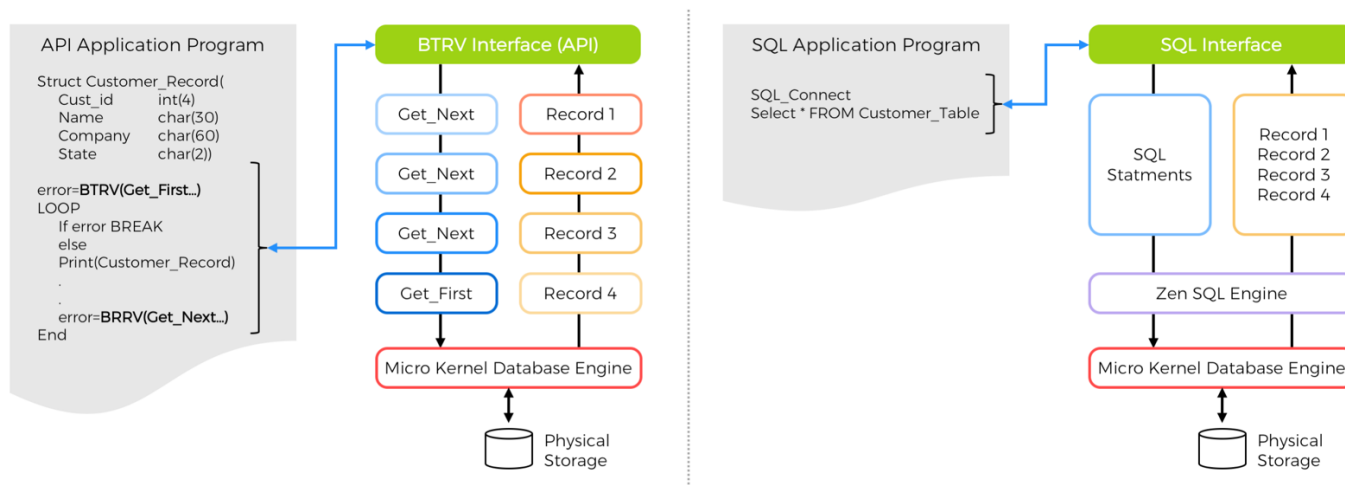 API Application Program
Struct Customer_Record(
Cust_id int(4)
Name char(30)
Company char(60)
State char(2))
error=BTRV(Get_First...)
LOOP
If error BREAK
else
Print(Customer_Record)
.
.
error=BRRV(Get_Next...)
End
BTRV Interface (API)
Get_Next
Record 1
Get_Next
Record 2
Get_Next
Record 3
Get_First
Record 4
Micro Kernel Database Engine
Physical
Storage
SQL Application Program
SQL_Connect
Select * FROM Customer_Table
SQL Interface
SQL
Statments
Record 1
Record 2
Record 3
Record 4
Zen SQL Engine
Micro Kernel Database Engine
Physical
Storage